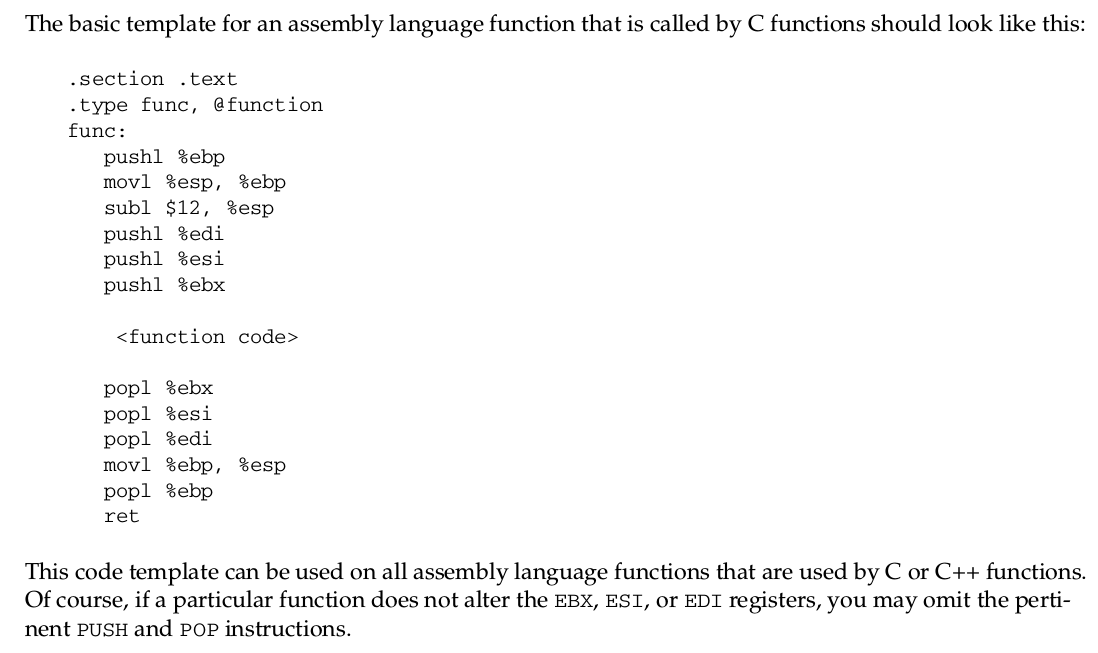 The basic template for an assembly language function that is called by C functions should look like this:
.section .text
.type func, @function
func:
pushl %ebp
movl %esp, %ebp
subl $12, %esp
pushl %edi
pushl %esi
pushl %ebx
<function code>
popl %ebx
popl %esi
popl %edi
movl %ebp, %esp
popl %ebp
ret
This code template can be used on all assembly language functions that are used by C or C++ functions.
Of course, if a particular function does not alter the EBX, ESI, or EDI registers, you may omit the perti-
nent PUSH and POP instructions.